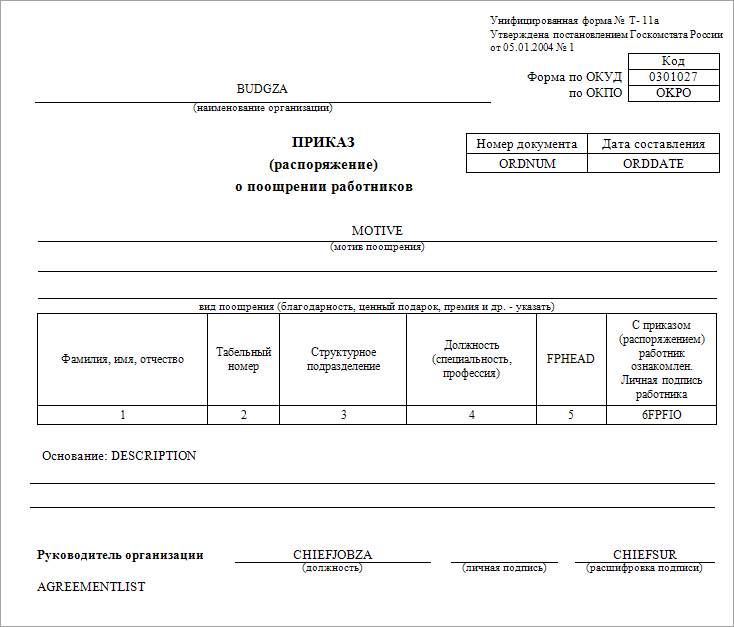 Унифицированная форма № Т- 11а
Утверждена постановлением Госкомстата России
от 05.01.2004 № 1
Код
Форма по ОКУД 0301027
по ОКПО OKPO
BUDGZA
(наименование организации)
ПРИКАЗ
(распоряжение)
о поощрении работников
Номер документа Дата составления
ORDNUM ORDDATE
MOTIVE
(мотив поощрения)
вид поощрения (благодарность, ценный подарок, премия и др. - указать)
Фамилия, имя, отчество
Табельный
номер
Структурное
подразделение
Должность
(специальность,
профессия)
FPHEAD
С приказом
(распоряжением)
работник
ознакомлен.
Личная подпись
работника
1 2 3 4 5 6FPFIO
Основание: DESCRIPTION
Руководитель организации CHIEFJOBZA CHIEFSUR
(должность) (личная подпись) (расшифровка подписи)
AGREEMENTLIST